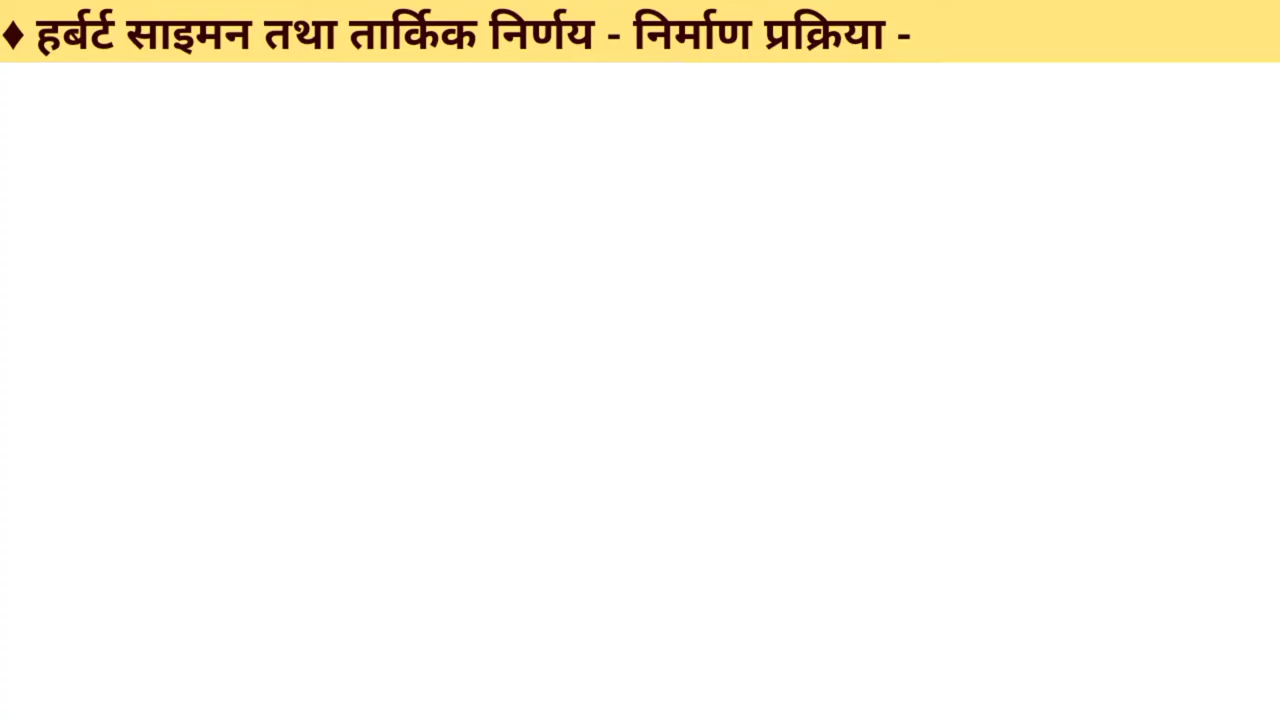 ♦ हर्बर्ट साइमन तथा तार्किक निर्णय - निर्माण प्रक्रिया -